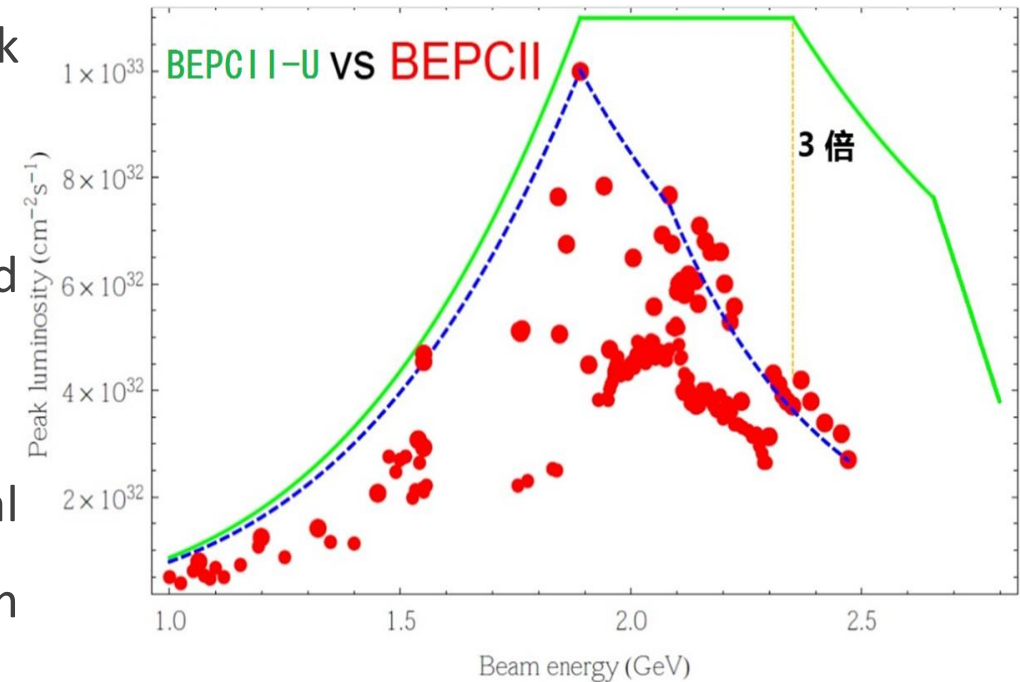 k
d
al
n
BEPCII-U vs BEPCII
3 倍
Peak luminosity (cm⁻²s⁻¹)
1×10³³
8×10³²
6×10³²
4×10³²
2×10³²
1.0 1.5 2.0 2.5
Beam energy (GeV)